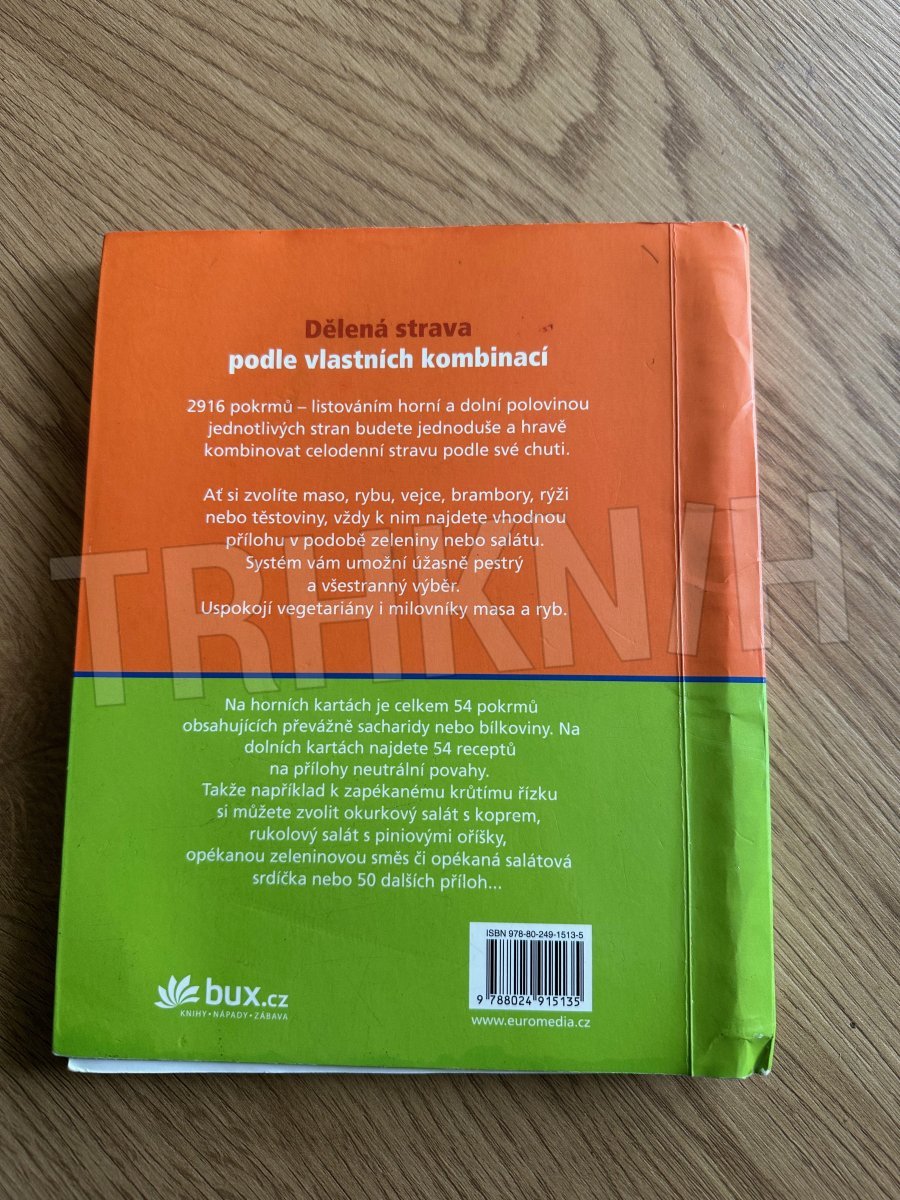 Dělená strava
podle vlastních kombinací
2916 pokrmů – listováním horní a dolní polovinou
jednotlivých stran budete jednoduše a hravě
kombinovat celodenní stravu podle své chuti.
Ať si zvolíte maso, rybu, vejce, brambory, rýži
nebo těstoviny, vždy k nim najdete vhodnou
přílohu v podobě zeleniny nebo salátu.
Systém vám umožní úžasně pestrý
a všestranný výběr.
Uspokojí vegetariány i milovníky masa a ryb.
TRHKNIH
Na horních kartách je celkem 54 pokrmů
obsahujících převážně sacharidy nebo bílkoviny. Na
dolních kartách najdete 54 receptů
na přílohy neutrální povahy.
Takže například k zapékanému krůtímu řízku
si můžete zvolit okurkový salát s koprem,
rukolový salát s piniovými oříšky,
opékanou zeleninovou směs či opékaná salátová
srdíčka nebo 50 dalších příloh...
ISBN 978-80-249-1513-5
9 788024 915135
www.euromedia.cz
bux.cz
KNIHY • NÁPADY • ZÁBAVA